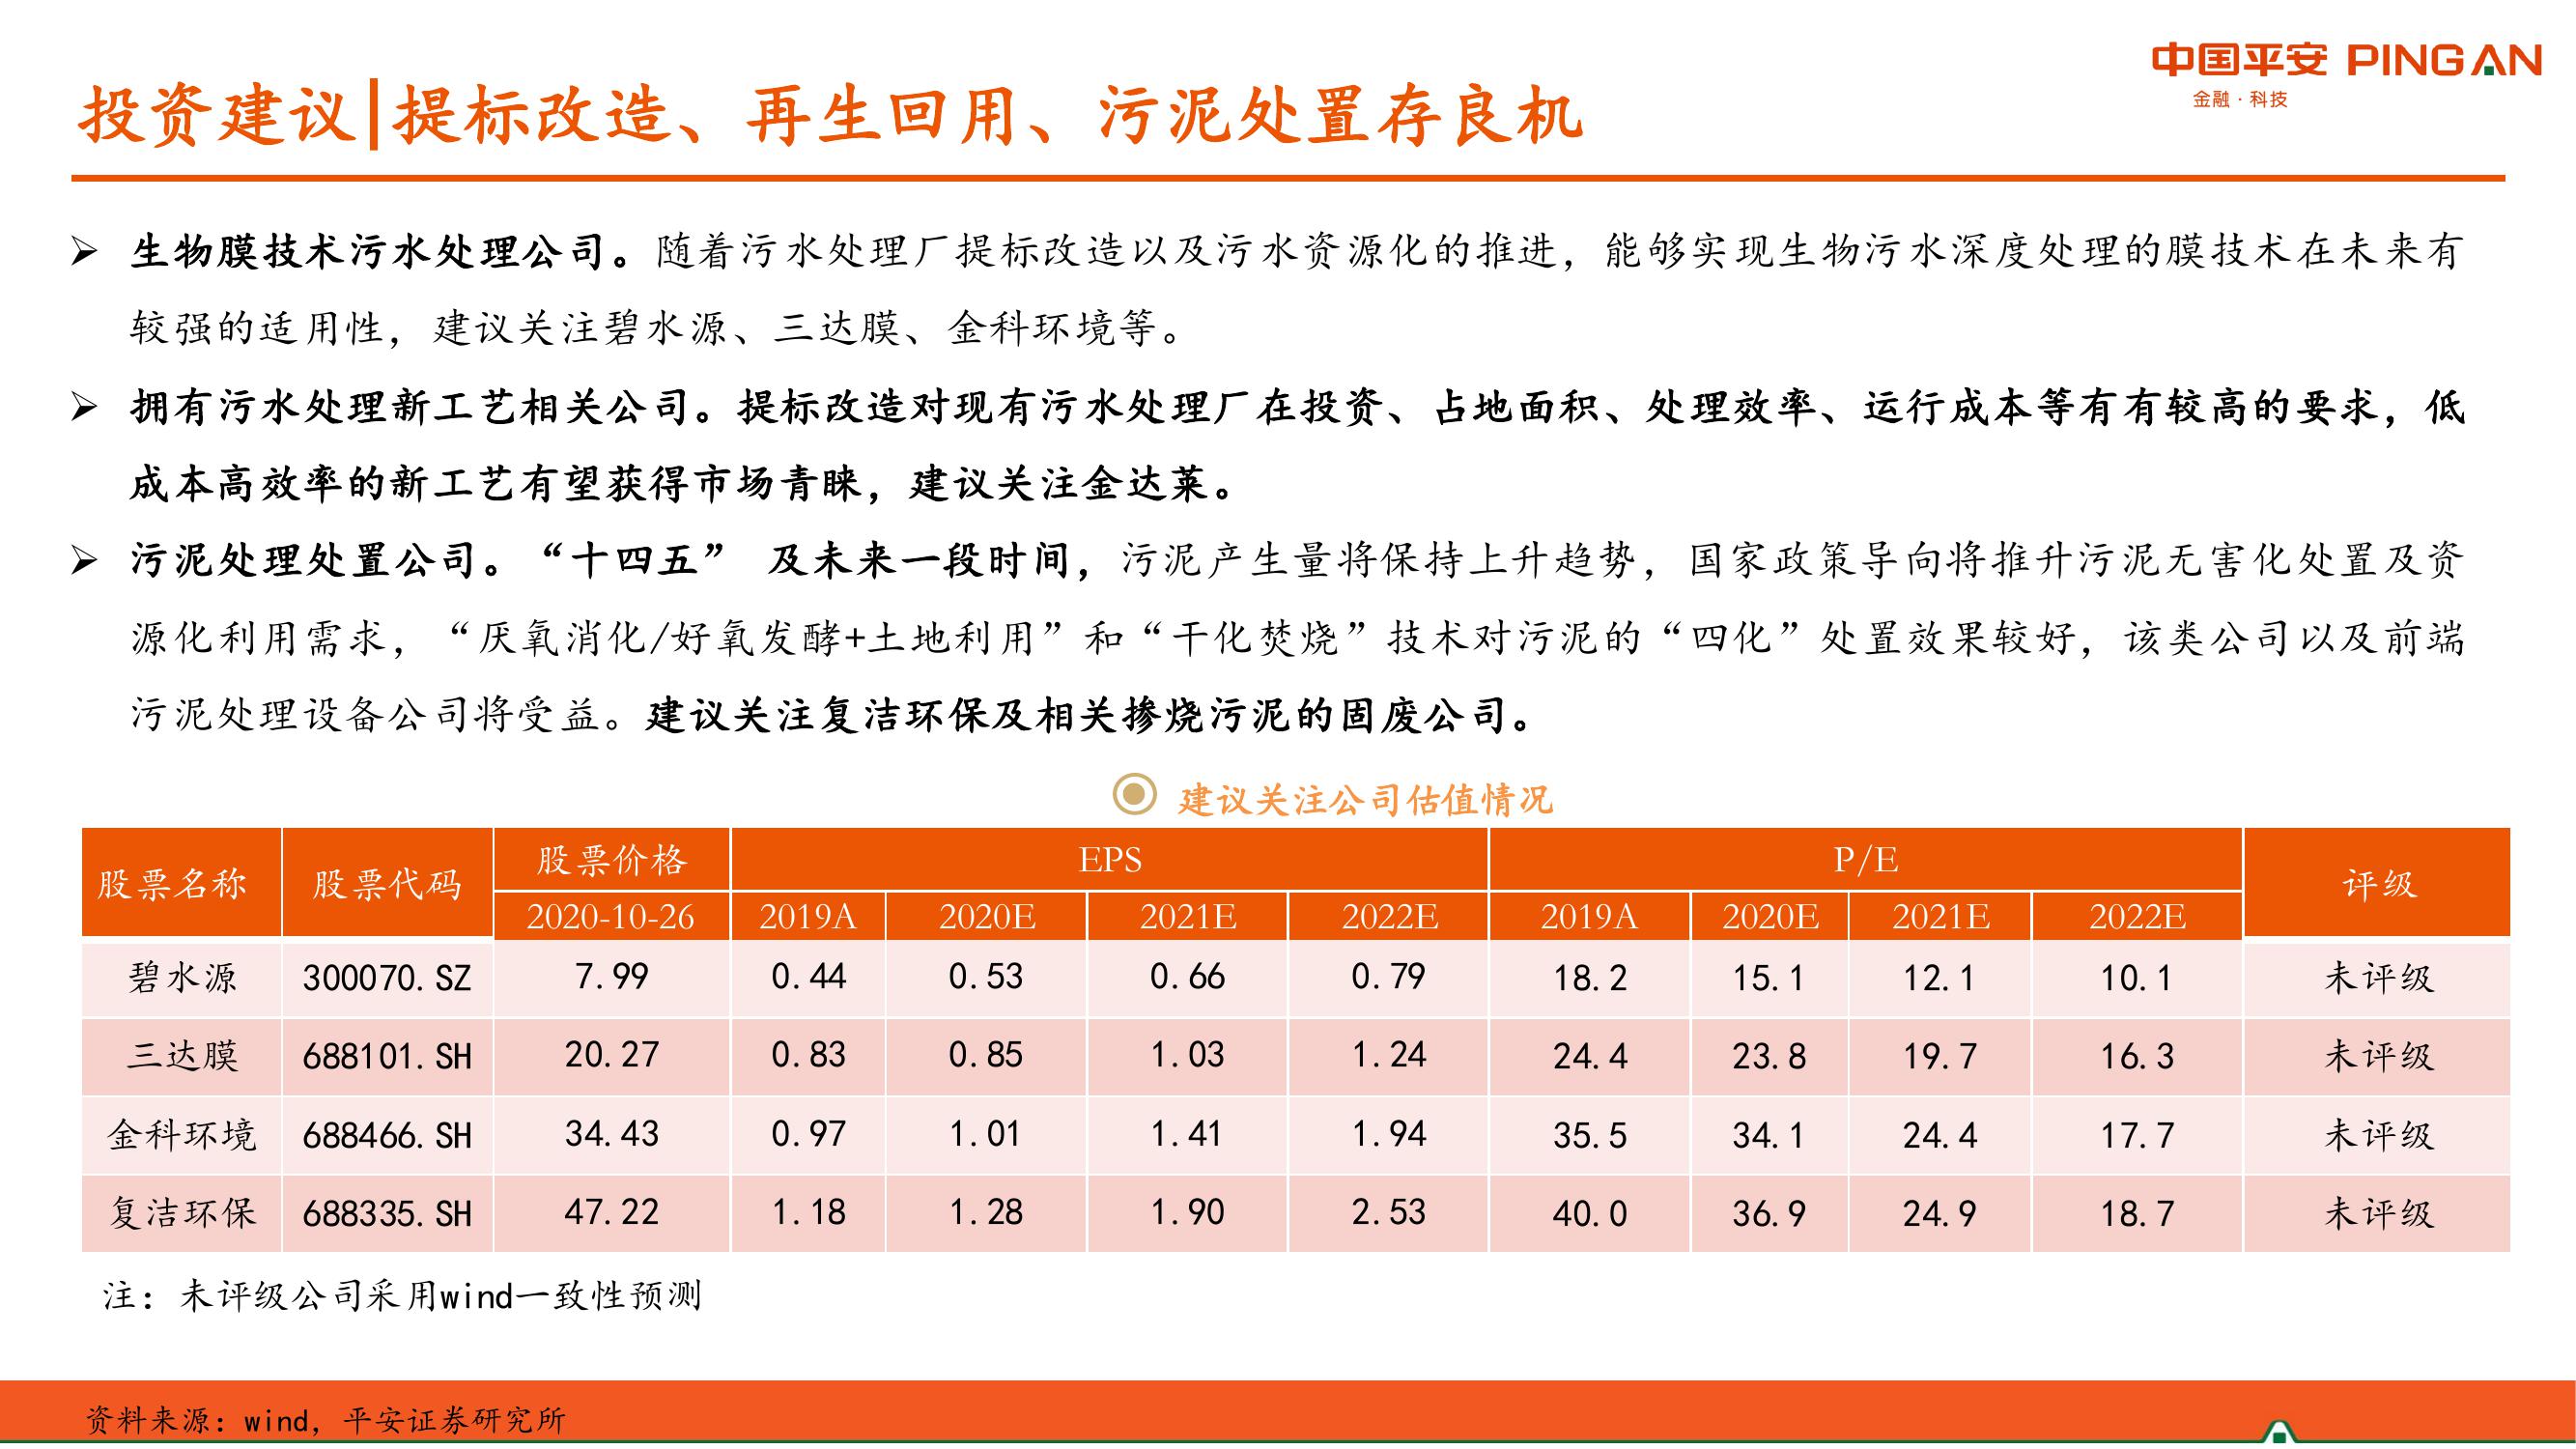 中国平安 PING AN
金融·科技
投资建议|提标改造、再生回用、污泥处置存良机
➢ 生物膜技术污水处理公司。随着污水处理厂提标改造以及污水资源化的推进，能够实现生物污水深度处理的膜技术在未来有
较强的适用性，建议关注碧水源、三达膜、金科环境等。
➢ 拥有污水处理新工艺相关公司。提标改造对现有污水处理厂在投资、占地面积、处理效率、运行成本等有有较高的要求，低
成本高效率的新工艺有望获得市场青睐，建议关注金达莱。
➢ 污泥处理处置公司。“十四五” 及未来一段时间，污泥产生量将保持上升趋势，国家政策导向将推升污泥无害化处置及资
源化利用需求，“厌氧消化/好氧发酵+土地利用”和“干化焚烧”技术对污泥的“四化”处置效果较好，该类公司以及前端
污泥处理设备公司将受益。建议关注复洁环保及相关掺烧污泥的固废公司。
建议关注公司估值情况
股票名称 股票代码 股票价格 EPS P/E 评级
2020-10-26 2019A 2020E 2021E 2022E 2019A 2020E 2021E 2022E
碧水源 300070.SZ 7.99 0.44 0.53 0.66 0.79 18.2 15.1 12.1 10.1 未评级
三达膜 688101.SH 20.27 0.83 0.85 1.03 1.24 24.4 23.8 19.7 16.3 未评级
金科环境 688466.SH 34.43 0.97 1.01 1.41 1.94 35.5 34.1 24.4 17.7 未评级
复洁环保 688335.SH 47.22 1.18 1.28 1.90 2.53 40.0 36.9 24.9 18.7 未评级
注：未评级公司采用wind一致性预测
资料来源：wind，平安证券研究所